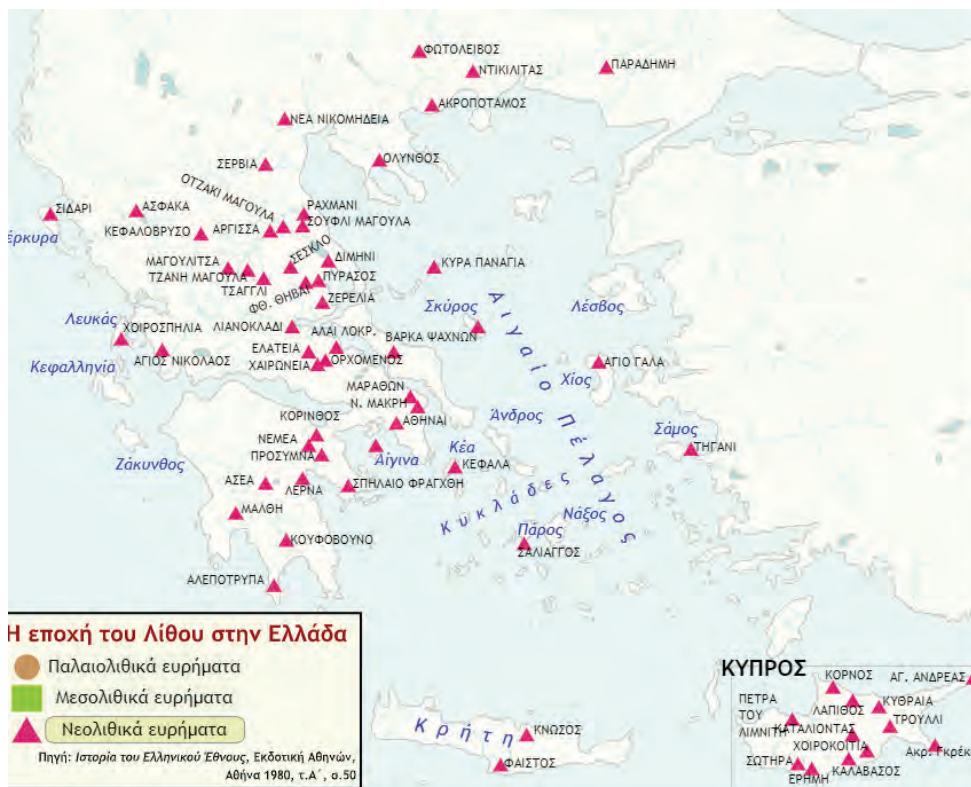 ΦΩΤΟΛΕΙΒΟΣ
ΝΤΙΚΙΛΙΤΑΣ
ΠΑΡΑΔΗΜΗ
ΑΚΡΟΠΟΤΑΜΟΣ
ΝΕΑ ΝΙΚΟΜΗΔΕΙΑ
ΣΕΡΒΙΑ
ΟΛΥΝΘΟΣ
ΟΤΖΑΚΙ ΜΑΓΟΥΛΑ
ΣΙΔΑΡΙ
ΑΣΦΑΚΑ
ΡΑΧΜΑΝΙ
ΣΟΥΦΛΙ ΜΑΓΟΥΛΑ
έρκυρα
ΚΕΦΑΛΟΒΡΥΣΟ
ΑΡΓΙΣΣΑ
ΣΕΣΚΛΟ
ΔΙΜΗΝΙ
ΜΑΓΟΥΛΙΤΣΑ
ΚΥΡΑ ΠΑΝΑΓΙΑ
ΤΖΑΝΗ ΜΑΓΟΥΛΑ
ΤΣΑΓΓΛΙ
ΠΥΡΑΣΟΣ
ΦΘ. ΘΗΒΑΙ
ΖΕΡΕΛΙΑ
Σκύρος
Λέσβος
Αιγαίο Πέλαγος
Λευκάς
ΧΟΙΡΟΣΠΗΛΙΑ
ΛΙΑΝΟΚΛΑΔΙ
ΑΛΑΙ ΛΟΚΡ.
ΒΑΡΚΑ ΨΑΧΝΩΝ
ΕΛΑΤΕΙΑ
ΑΓΙΟΣ ΝΙΚΟΛΑΟΣ
ΟΡΧΟΜΕΝΟΣ
ΧΑΙΡΩΝΕΙΑ
Κεφαλληνία
ΑΓΙΟ ΓΑΛΑ
Χίος
ΜΑΡΑΘΩΝ
Ν. ΜΑΚΡΗ
ΚΟΡΙΝΘΟΣ
ΑΘΗΝΑΙ
Άνδρος
Σάμος
ΝΕΜΕΑ
ΠΡΟΣΥΜΝΑ
Αίγινα
Κέα
ΤΗΓΑΝΙ
Ζάκυνθος
ΚΕΦΑΛΑ
ΑΣΕΑ
ΛΕΡΝΑ
ΣΠΗΛΑΙΟ ΦΡΑΓΧΘΗ
Κυκλάδες
ΜΑΛΘΗ
Νάξος
Πάρος
ΚΟΥΦΟΒΟΥΝΟ
ΣΑΛΙΑΓΓΟΣ
ΑΛΕΠΟΤΡΥΠΑ
Η εποχή του Λίθου στην Ελλάδα
Παλαιολιθικά ευρήματα
Μεσολιθικά ευρήματα
Νεολιθικά ευρήματα
Πηγή: Ιστορία του Ελληνικού Έθνους, Εκδοτική Αθηνών,
Αθήνα 1980, τ.Α΄, σ.50
Κρήτη
ΚΝΩΣΟΣ
ΦΑΙΣΤΟΣ
ΚΥΠΡΟΣ
ΚΟΡΝΟΣ
ΑΓ. ΑΝΔΡΕΑΣ
ΠΕΤΡΑ
ΤΟΥ
ΛΙΜΝΙΤΗ
ΛΑΠΙΘΟΣ
ΚΥΘΡΑΙΑ
ΤΡΟΥΛΛΙ
ΚΑΤΑΛΙΟΝΤΑΣ
ΧΟΙΡΟΚΟΙΤΙΑ
Ακρ. Γκρέκ
ΣΩΤΗΡΑ
ΚΑΛΑΒΑΣΟΣ
ΕΡΗΜΗ